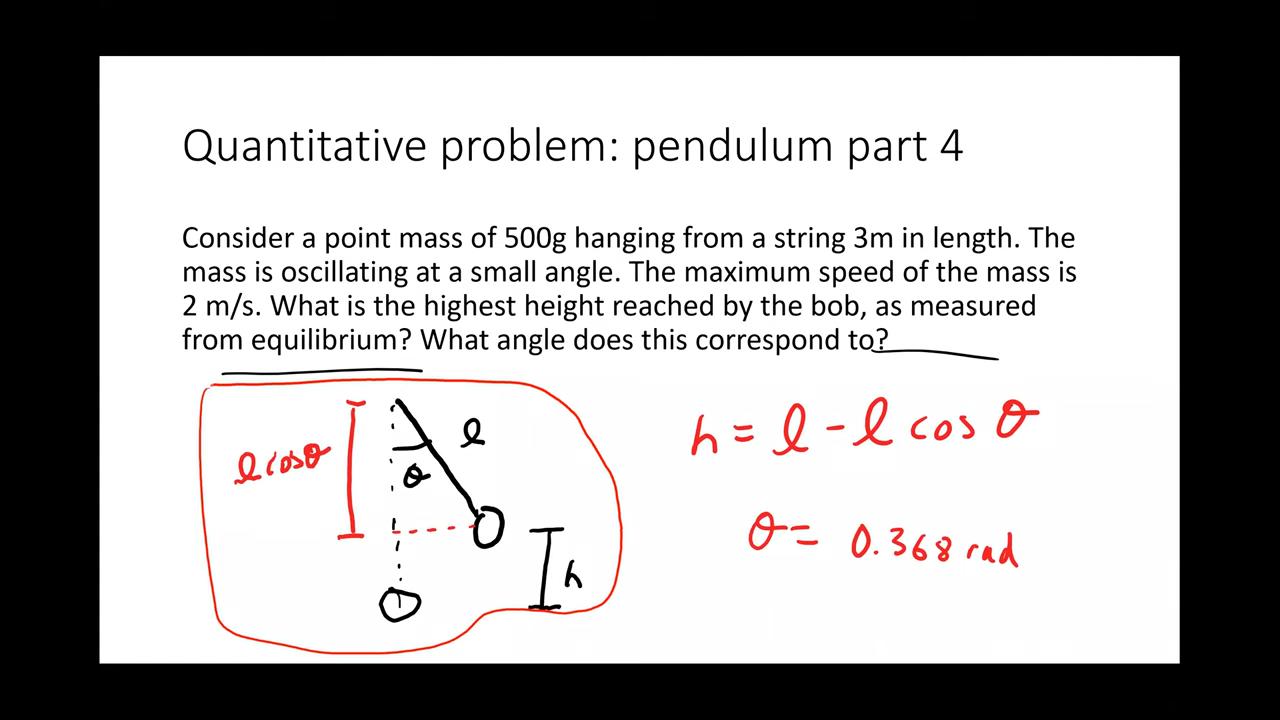 Quantitative problem: pendulum part 4
Consider a point mass of 500g hanging from a string 3m in length. The
mass is oscillating at a small angle. The maximum speed of the mass is
2 m/s. What is the highest height reached by the bob, as measured
from equilibrium? What angle does this correspond to?
l cosθ
l
θ
h
h = l - l cos θ
θ = 0.368 rad